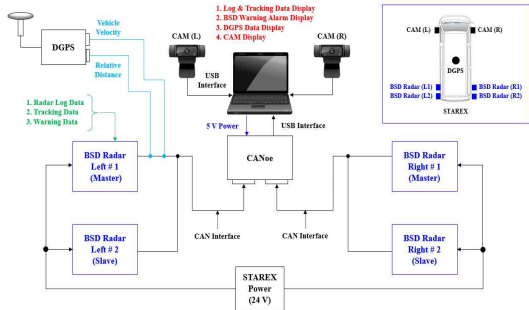 Vehicle
Velocity
DGPS
Relative
Distance
1. Radar Log Data
2. Tracking Data
3. Warning Data
1. Log & Tracking Data Display
2. BSD Warning Alarm Display
3. DGPS Data Display
4. CAM Display
CAM (L)
CAM (R)
USB
Interface
5 V Power
USB Interface
CANoe
CAN Interface
CAN Interface
BSD Radar
Left # 1
(Master)
BSD Radar
Left # 2
(Slave)
BSD Radar
Right # 1
(Master)
BSD Radar
Right # 2
(Slave)
STAREX
Power
(24 V)
CAM (L)
CAM (R)
DGPS
BSD Radar (L1)
BSD Radar (R1)
BSD Radar (L2)
BSD Radar (R2)
STAREX